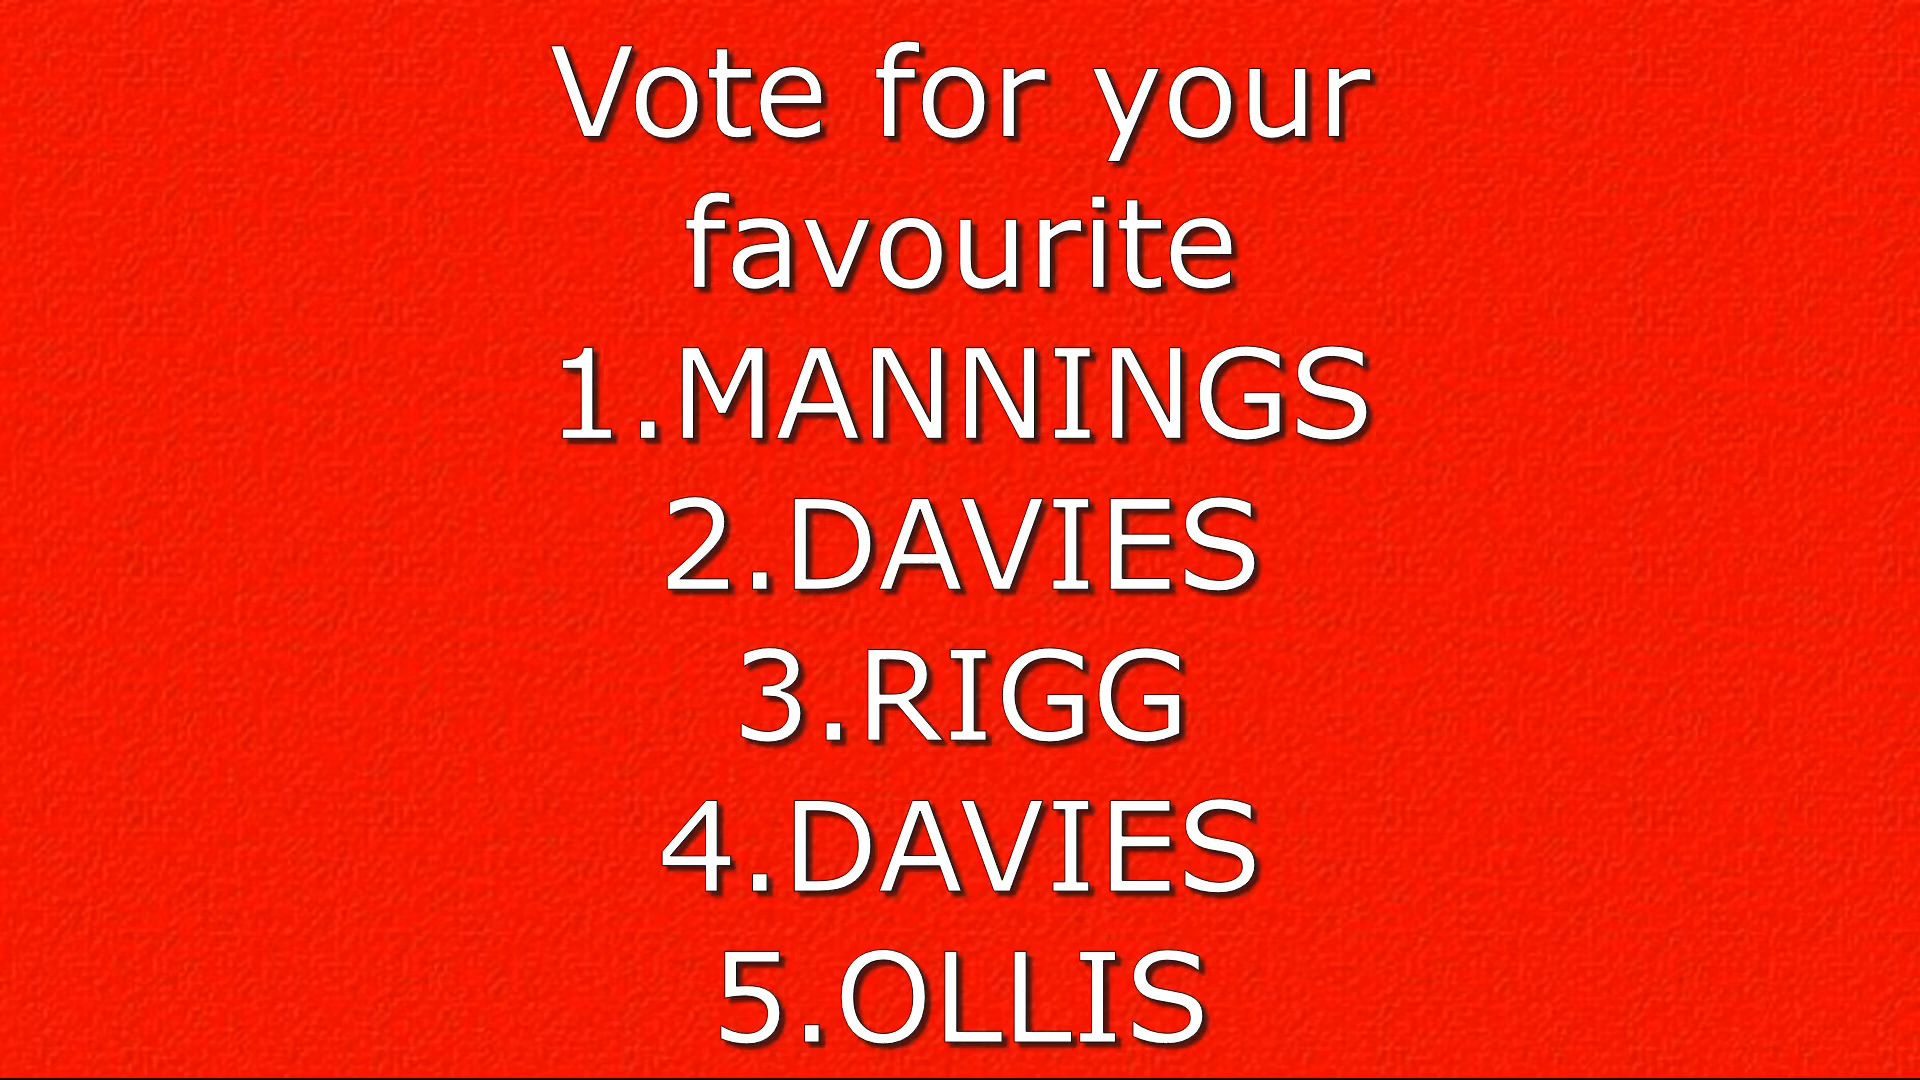 Vote for your
favourite
1.MANNINGS
2.DAVIES
3.RIGG
4.DAVIES
5.OLLIS